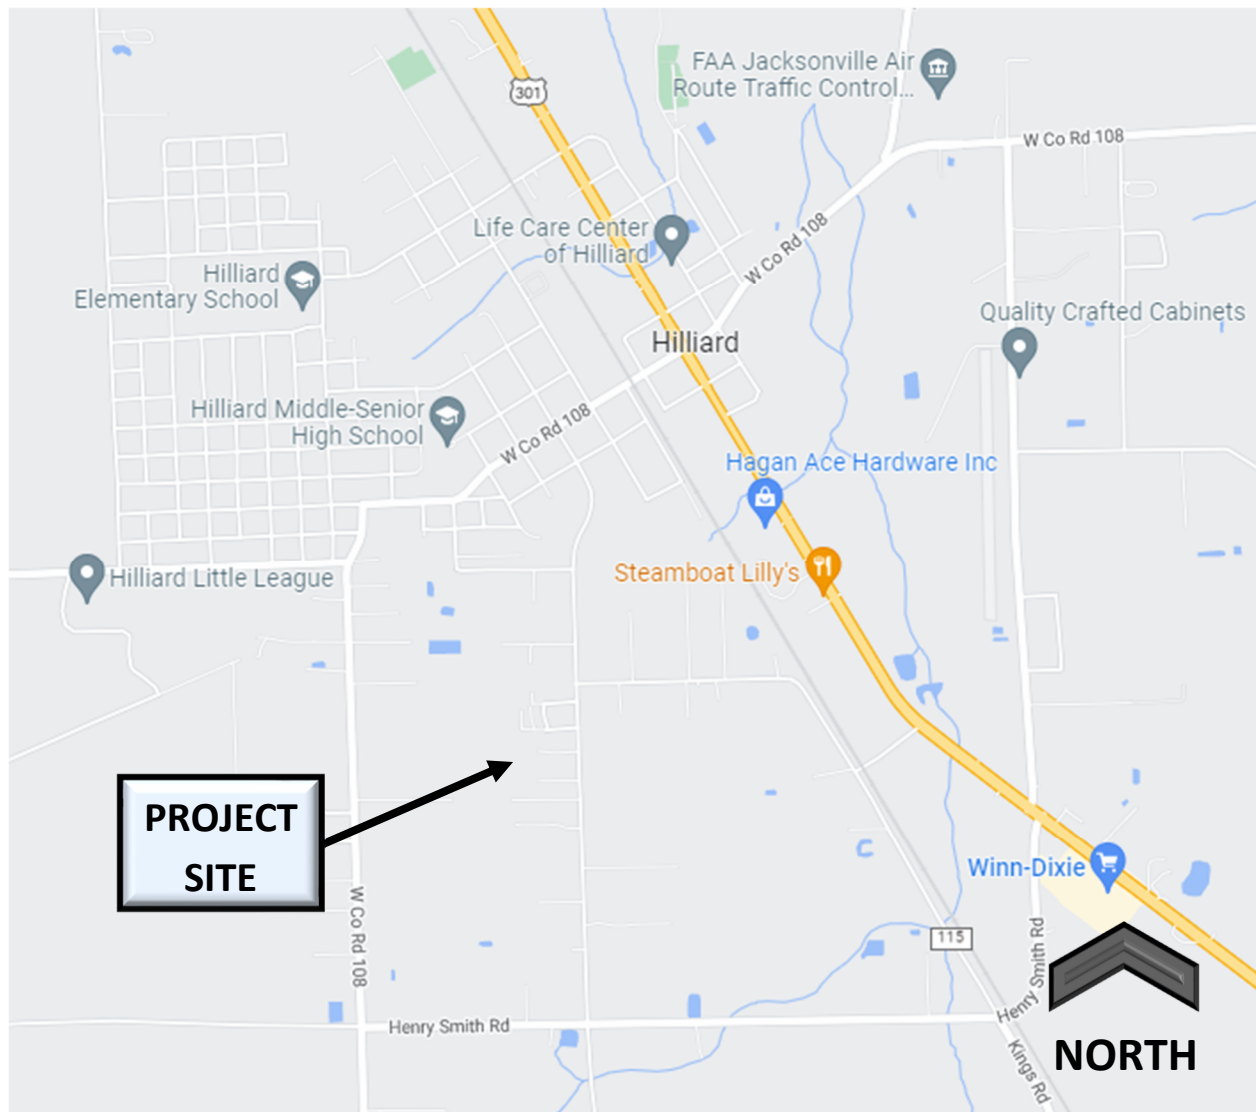 301
FAA Jacksonville Air
Route Traffic Control...
W Co Rd 108
Life Care Center
of Hilliard
W Co Rd 108
Hilliard
Elementary School
Quality Crafted Cabinets
Hilliard
Hilliard Middle-Senior
High School
W Co Rd 108
Hagan Ace Hardware Inc
Steamboat Lilly's
Hilliard Little League
PROJECT
SITE
Winn-Dixie
W Co Rd 108
115
Henry Smith Rd
Henry Smith Rd
Kings Rd
NORTH